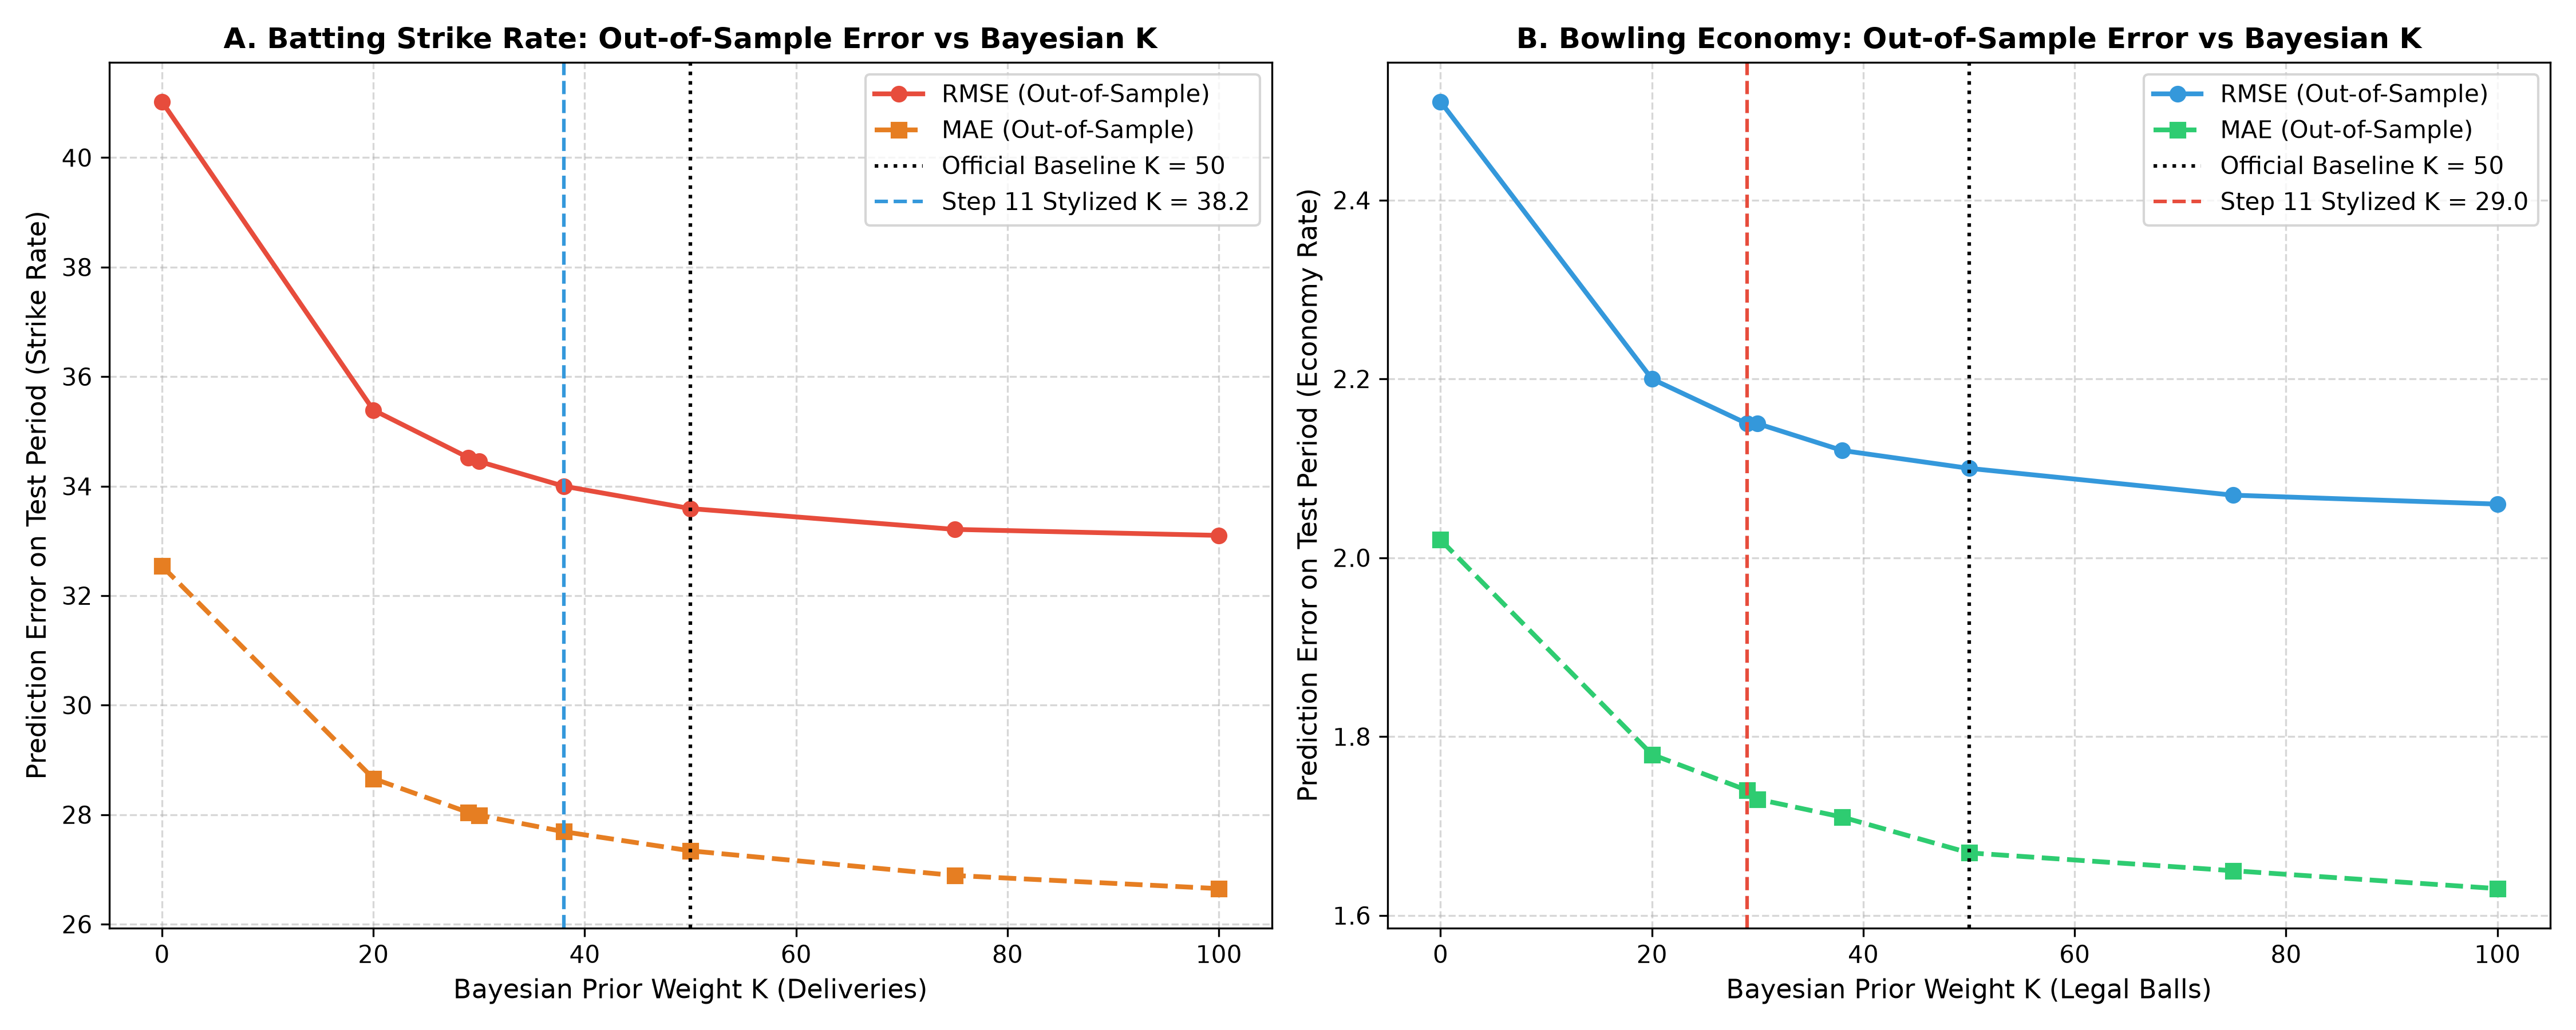 A. Batting Strike Rate: Out-of-Sample Error vs Bayesian K
Prediction Error on Test Period (Strike Rate)
40
38
36
34
32
30
28
26
RMSE (Out-of-Sample)
MAE (Out-of-Sample)
Official Baseline K = 50
Step 11 Stylized K = 38.2
0 20 40 60 80 100
Bayesian Prior Weight K (Deliveries)
B. Bowling Economy: Out-of-Sample Error vs Bayesian K
Prediction Error on Test Period (Economy Rate)
2.4
2.2
2.0
1.8
1.6
RMSE (Out-of-Sample)
MAE (Out-of-Sample)
Official Baseline K = 50
Step 11 Stylized K = 29.0
0 20 40 60 80 100
Bayesian Prior Weight K (Legal Balls)